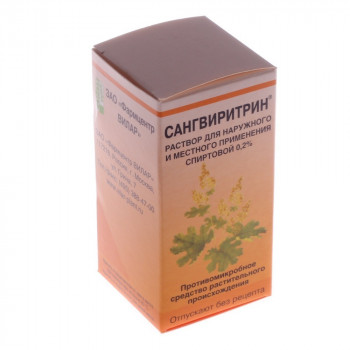 САНГВИРИТРИН®
РАСТВОР ДЛЯ НАРУЖНОГО
И МЕСТНОГО ПРИМЕНЕНИЯ
СПИРТОВОЙ 0,2%
Противомикробное
средство растительного
происхождения
Отпускают без рецепта
ЗАО «Фармцентр
ВИЛАР»